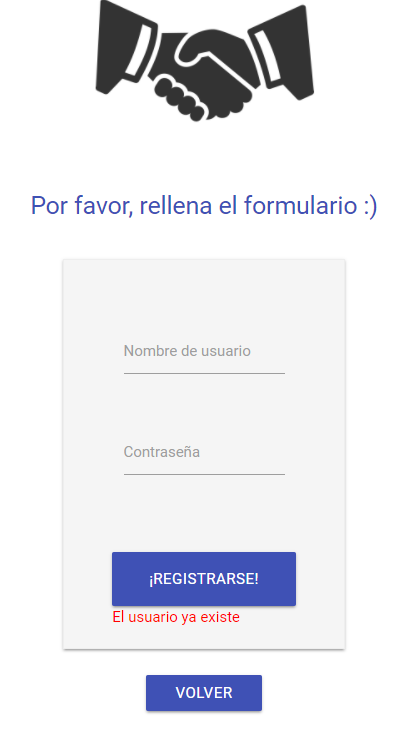 Por favor, rellena el formulario :)
Nombre de usuario
Contraseña
¡REGISTRARSE!
El usuario ya existe
VOLVER